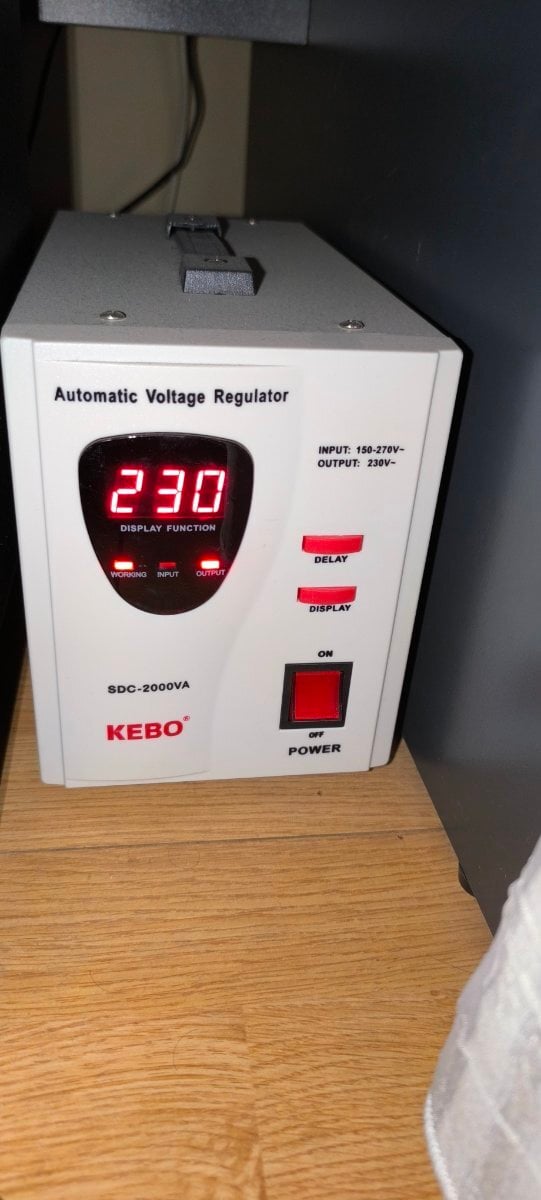 Automatic Voltage Regulator
INPUT: 150-270V~
OUTPUT: 230V~
230
DISPLAY FUNCTION
WORKING INPUT OUTPUT
DELAY
DISPLAY
ON
OFF
POWER
SDC-2000VA
KEBO®